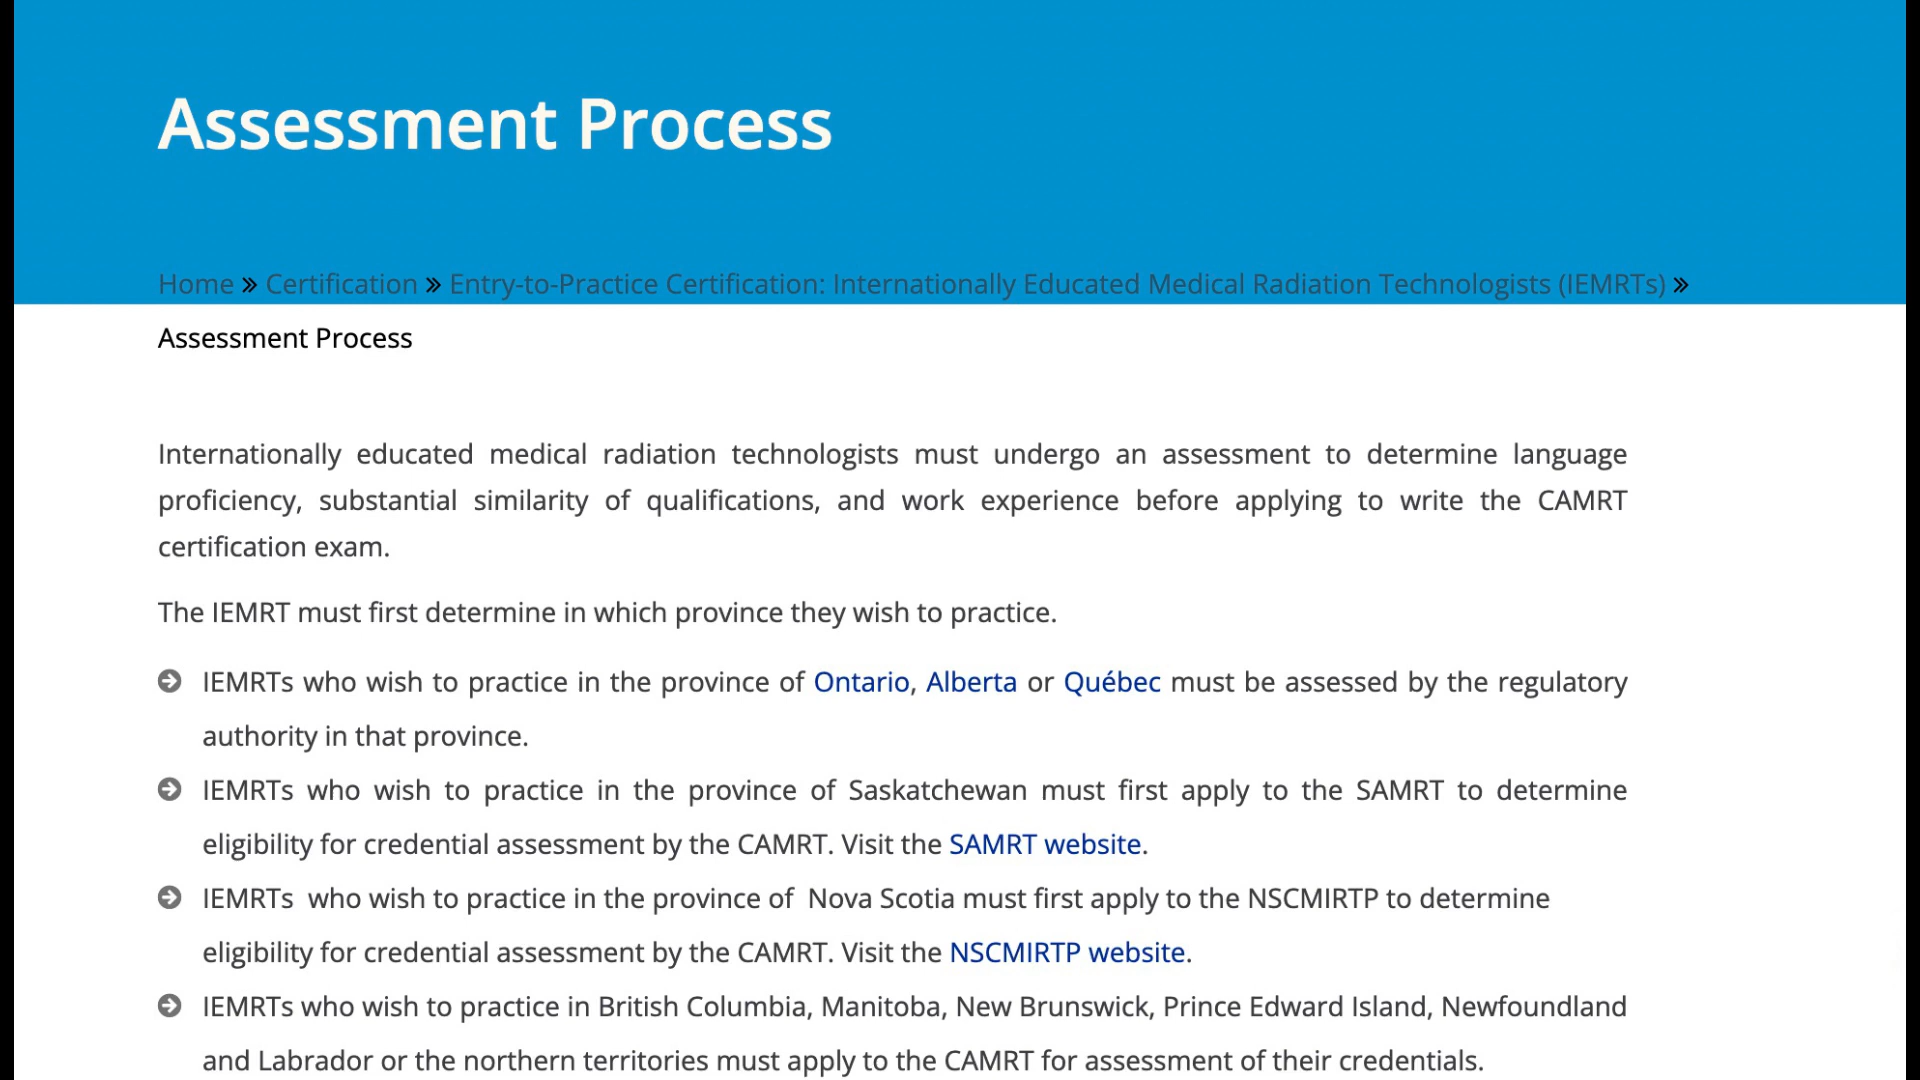 Assessment Process
Home » Certification » Entry-to-Practice Certification: Internationally Educated Medical Radiation Technologists (IEMRTs) »
Assessment Process
Internationally educated medical radiation technologists must undergo an assessment to determine language
proficiency, substantial similarity of qualifications, and work experience before applying to write the CAMRT
certification exam.
The IEMRT must first determine in which province they wish to practice.
IEMRTs who wish to practice in the province of Ontario, Alberta or Québec must be assessed by the regulatory
authority in that province.
IEMRTs who wish to practice in the province of Saskatchewan must first apply to the SAMRT to determine
eligibility for credential assessment by the CAMRT. Visit the SAMRT website.
IEMRTs who wish to practice in the province of Nova Scotia must first apply to the NSCMIRTP to determine
eligibility for credential assessment by the CAMRT. Visit the NSCMIRTP website.
IEMRTs who wish to practice in British Columbia, Manitoba, New Brunswick, Prince Edward Island, Newfoundland
and Labrador or the northern territories must apply to the CAMRT for assessment of their credentials.